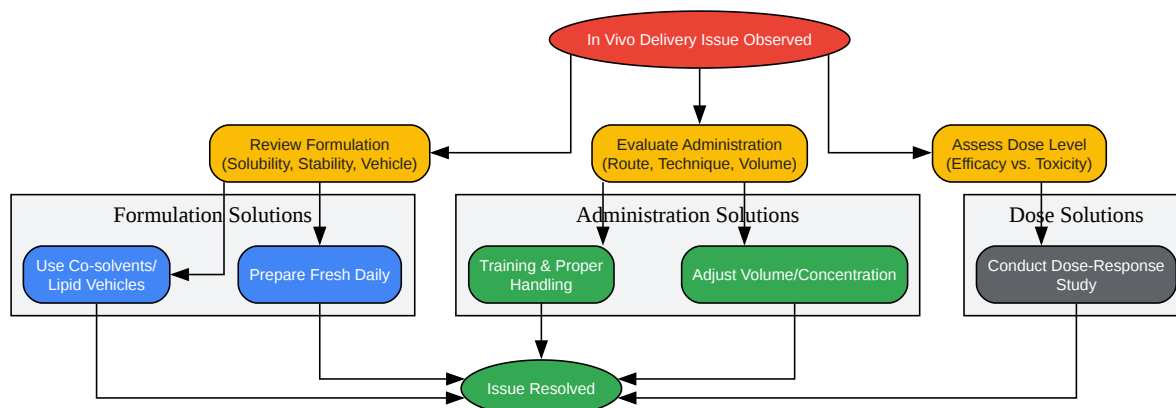 In Vivo Delivery Issue Observed
Review Formulation
(Solubility, Stability, Vehicle)
Evaluate Administration
(Route, Technique, Volume)
Assess Dose Level
(Efficacy vs. Toxicity)
Formulation Solutions
Administration Solutions
Dose Solutions
Use Co-solvents/
Lipid Vehicles
Prepare Fresh Daily
Training & Proper
Handling
Adjust Volume/Concentration
Conduct Dose-Response
Study
Issue Resolved